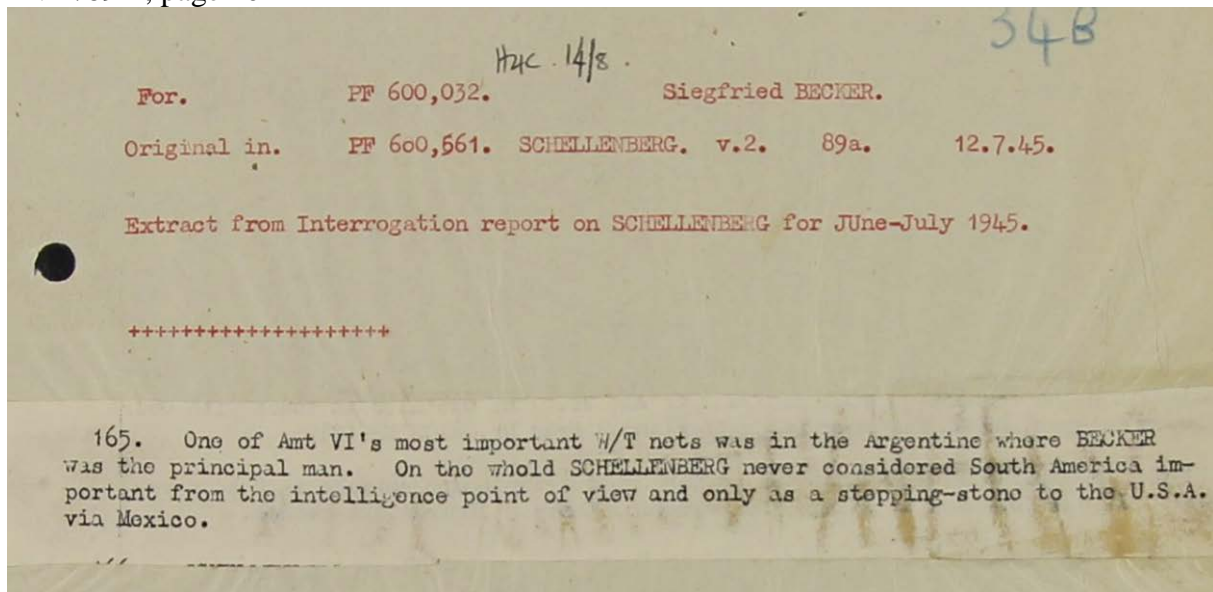 34B
H4C 14/8.
For. PF 600,032. Siegfried BECKER.
Original in. PF 6o0,561. SCHELLENBERG. v.2. 89a. 12.7.45.
Extract from Interrogation report on SCHELLENBERG for JUne-July 1945.
++++++++++++++++++++
165. One of Amt VI's most important W/T nets was in the Argentine where BECKER
was the principal man. On the whold SCHELLENBERG never considered South America im-
portant from the intelligence point of view and only as a stepping-stone to the U.S.A.
via Mexico.